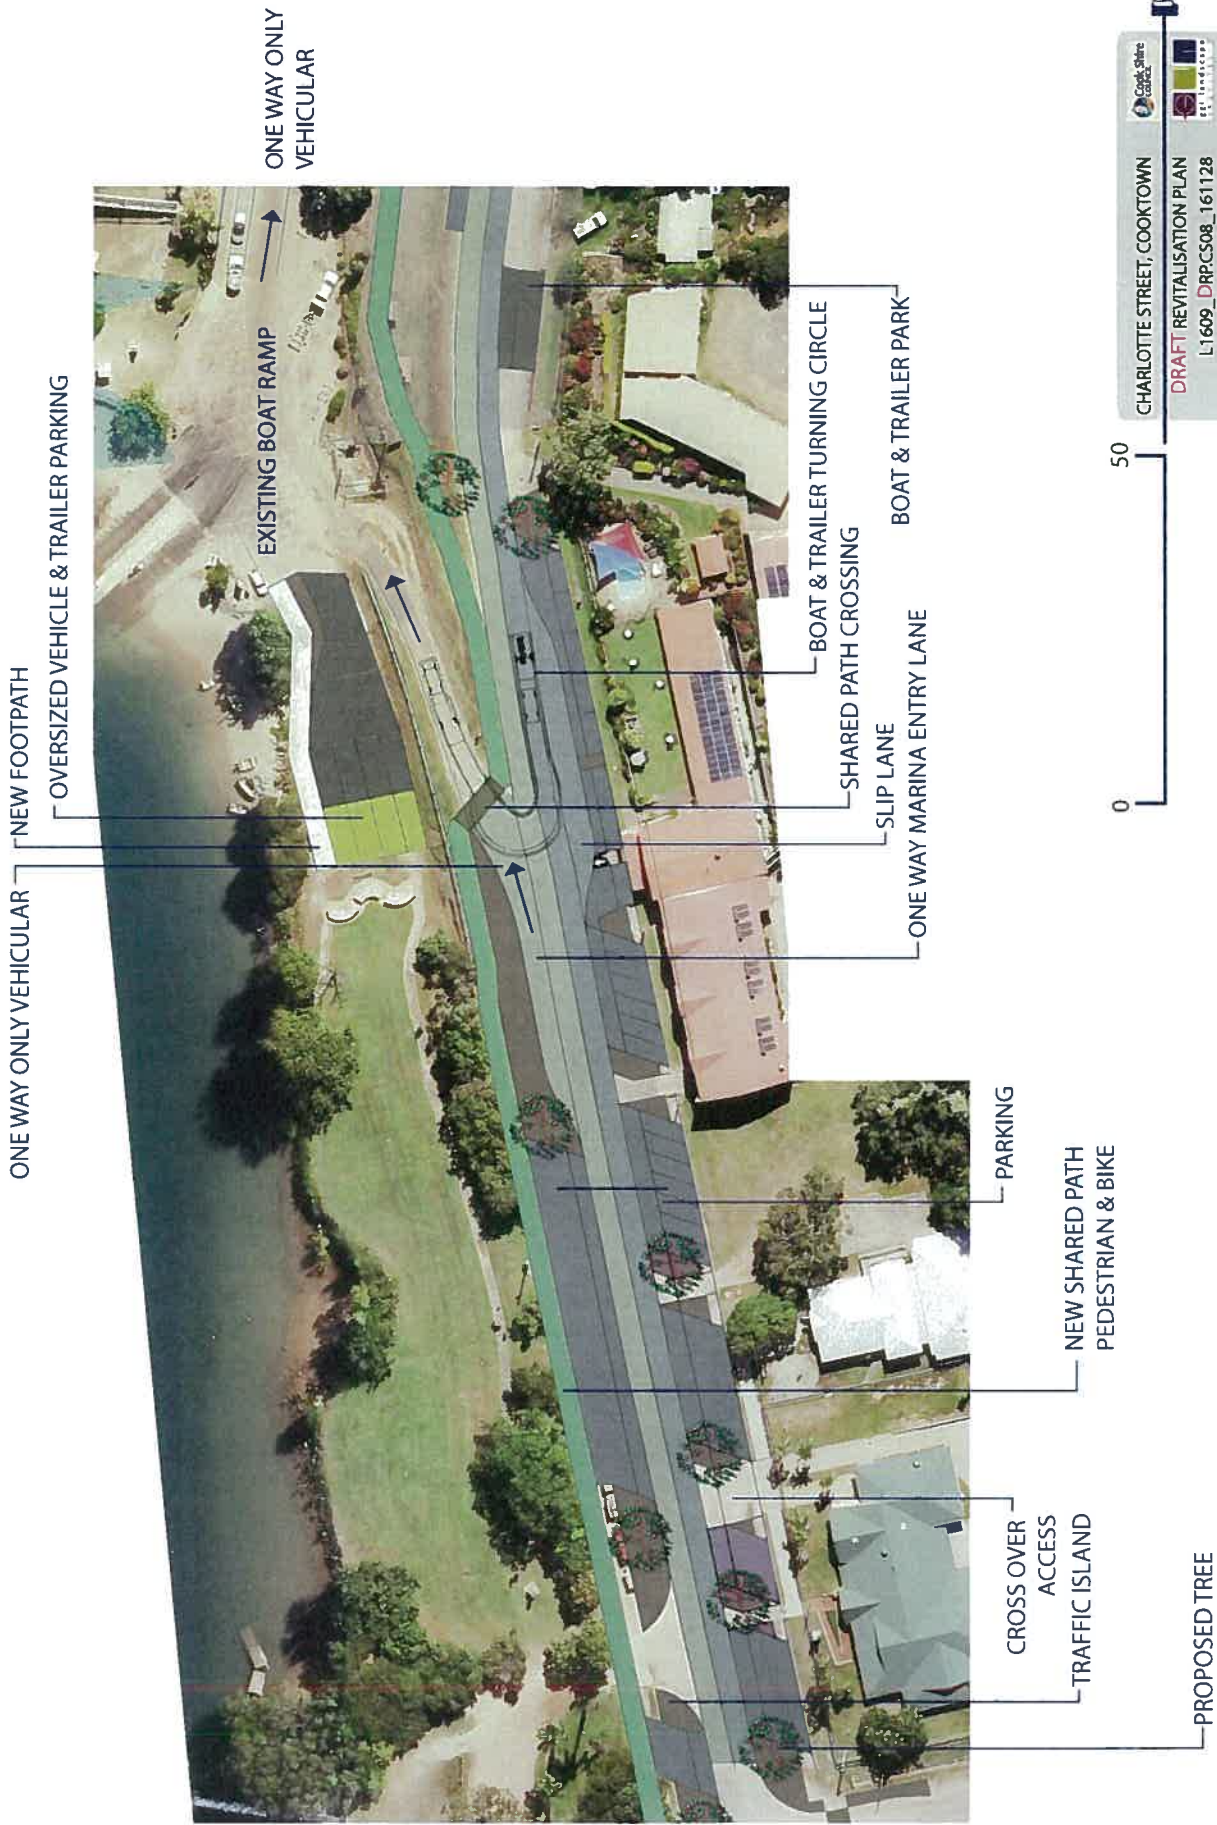 ONE WAY ONLY VEHICULAR
NEW FOOTPATH
OVERSIZED VEHICLE & TRAILER PARKING
EXISTING BOAT RAMP
ONE WAY ONLY
VEHICULAR
BOAT & TRAILER PARK
BOAT & TRAILER TURNING CIRCLE
SHARED PATH CROSSING
SLIP LANE
ONE WAY MARINA ENTRY LANE
PARKING
NEW SHARED PATH
PEDESTRIAN & BIKE
CROSS OVER
ACCESS
TRAFFIC ISLAND
PROPOSED TREE
0
50
CHARLOTTE STREET, COOKTOWN
DRAFT REVITALISATION PLAN
L1609_DRP.CS08_161128
Cook Shire
COUNCIL
landscape